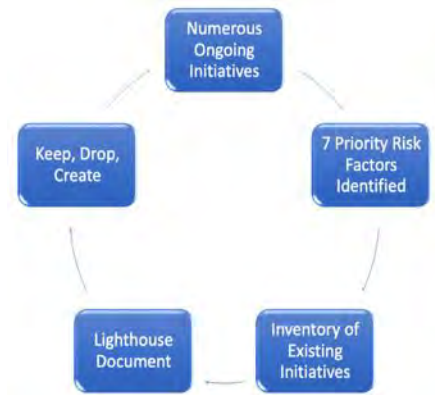 Numerous
Ongoing
Initiatives
7 Priority Risk
Factors
Identified
Inventory of
Existing
Initiatives
Lighthouse
Document
Keep, Drop,
Create